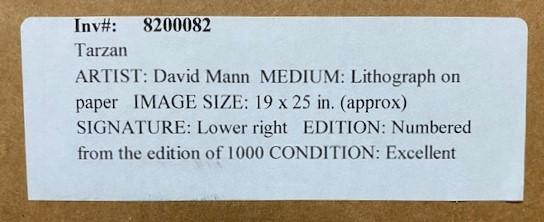 Inv#: 8200082
Tarzan
ARTIST: David Mann MEDIUM: Lithograph on
paper IMAGE SIZE: 19 x 25 in. (approx)
SIGNATURE: Lower right EDITION: Numbered
from the edition of 1000 CONDITION: Excellent